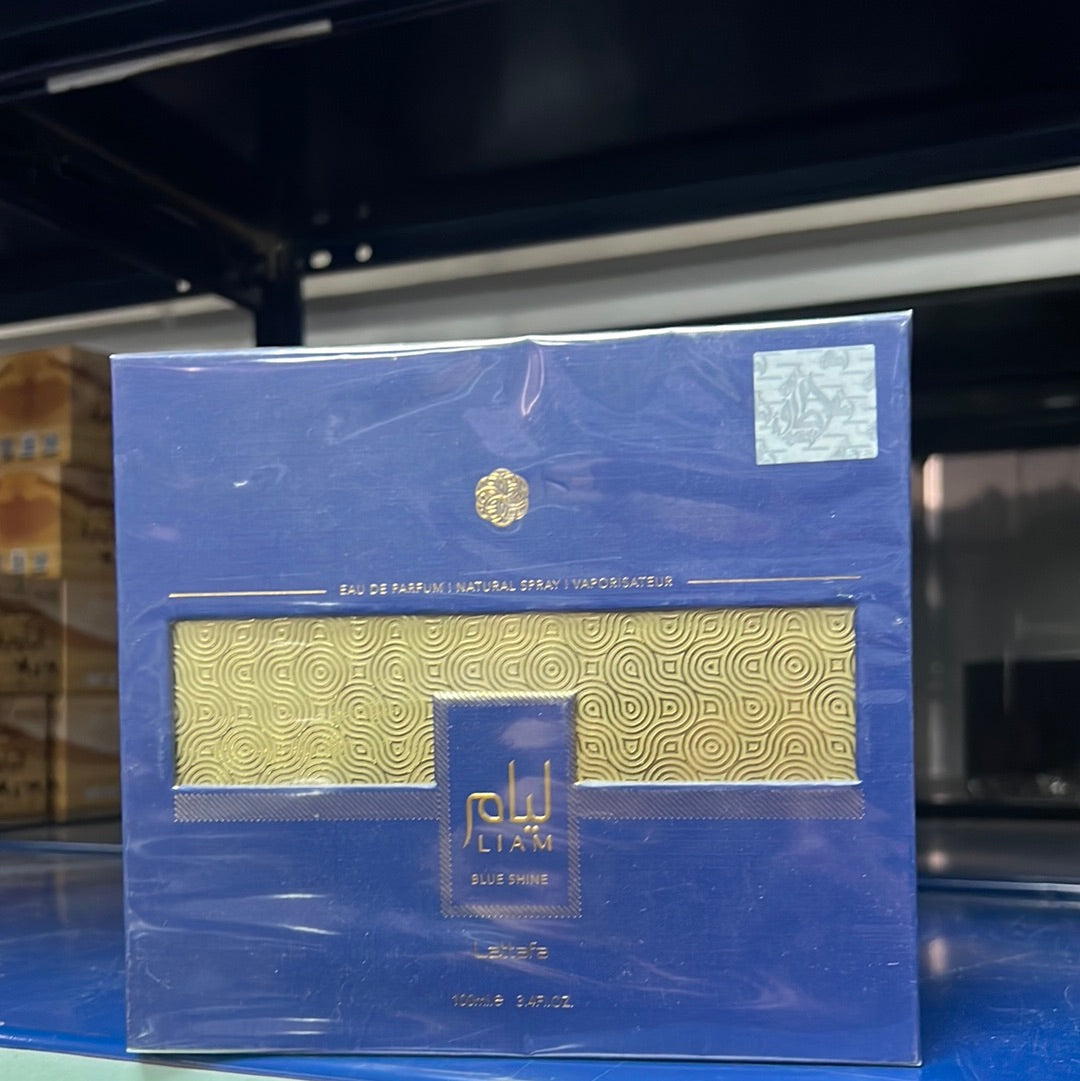 EAU DE PARFUM | NATURAL SPRAY | VAPORISATEUR
ليام
LIAM
BLUE SHINE
Lattafa
100ml.e 3.4Fl.OZ.